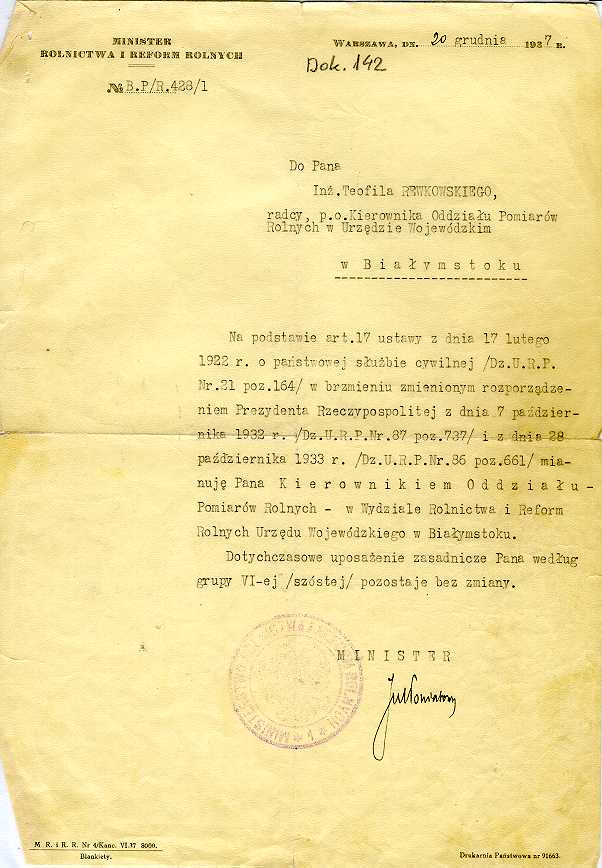 MINISTER
ROLNICTWA I REFORM ROLNYCH
WARSZAWA, DN. 20 grudnia 1937 R.
Dok. 142
№ B.P/R.428/1
Do Pana
Inż.Teofila REWKOWSKIEGO,
radcy, p.o.Kierownika Oddziału Pomiarów
Rolnych w Urzędzie Wojewódzkim
w Białymstoku
Na podstawie art.17 ustawy z dnia 17 lutego
1922 r. o państwowej służbie cywilnej /Dz.U.R.P.
Nr.21 poz.164/ w brzmieniu zmienionym rozporządze-
niem Prezydenta Rzeczypospolitej z dnia 7 paździer-
nika 1932 r. /Dz.U.R.P.Nr.87 poz.737/ i z dnia 28
października 1933 r. /Dz.U.R.P.Nr.86 poz.661/ mia-
nuję Pana Kierownikiem Oddziału -
Pomiarów Rolnych - w Wydziale Rolnictwa i Reform
Rolnych Urzędu Wojewódzkiego w Białymstoku.
Dotychczasowe uposażenie zasadnicze Pana według
grupy VI-ej /szóstej/ pozostaje bez zmiany.
MINISTER
M. R. i R. R. Nr 4/Kanc. VI.37 8000.
Blankiety.
Drukarnia Państwowa nr 91663.